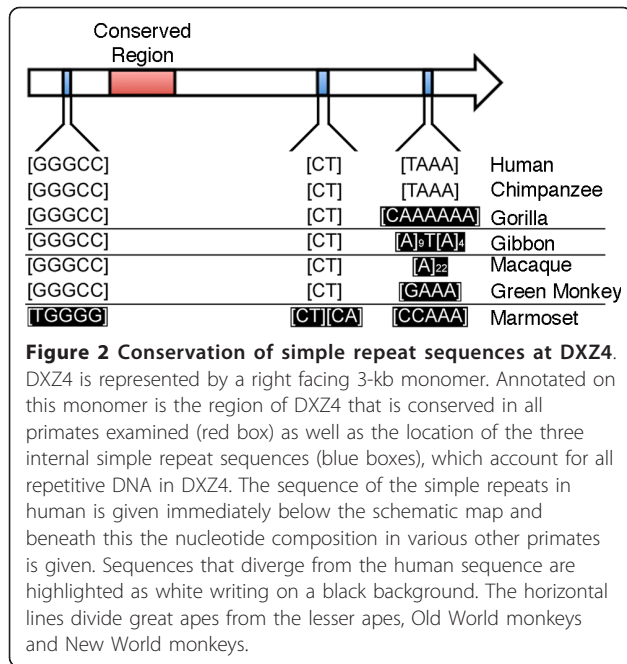 Conserved
Region
[GGGCC] [CT] [TAAA] Human
[GGGCC] [CT] [TAAA] Chimpanzee
[GGGCC] [CT] [CAAAAAA] Gorilla
[GGGCC] [CT] [A]9T[A]4 Gibbon
[GGGCC] [CT] [A]22 Macaque
[GGGCC] [CT] [GAAA] Green Monkey
[TGGGG] [CT][CA] [CCAAA] Marmoset
Figure 2 Conservation of simple repeat sequences at DXZ4.
DXZ4 is represented by a right facing 3-kb monomer. Annotated on
this monomer is the region of DXZ4 that is conserved in all
primates examined (red box) as well as the location of the three
internal simple repeat sequences (blue boxes), which account for all
repetitive DNA in DXZ4. The sequence of the simple repeats in
human is given immediately below the schematic map and
beneath this the nucleotide composition in various other primates
is given. Sequences that diverge from the human sequence are
highlighted as white writing on a black background. The horizontal
lines divide great apes from the lesser apes, Old World monkeys
and New World monkeys.